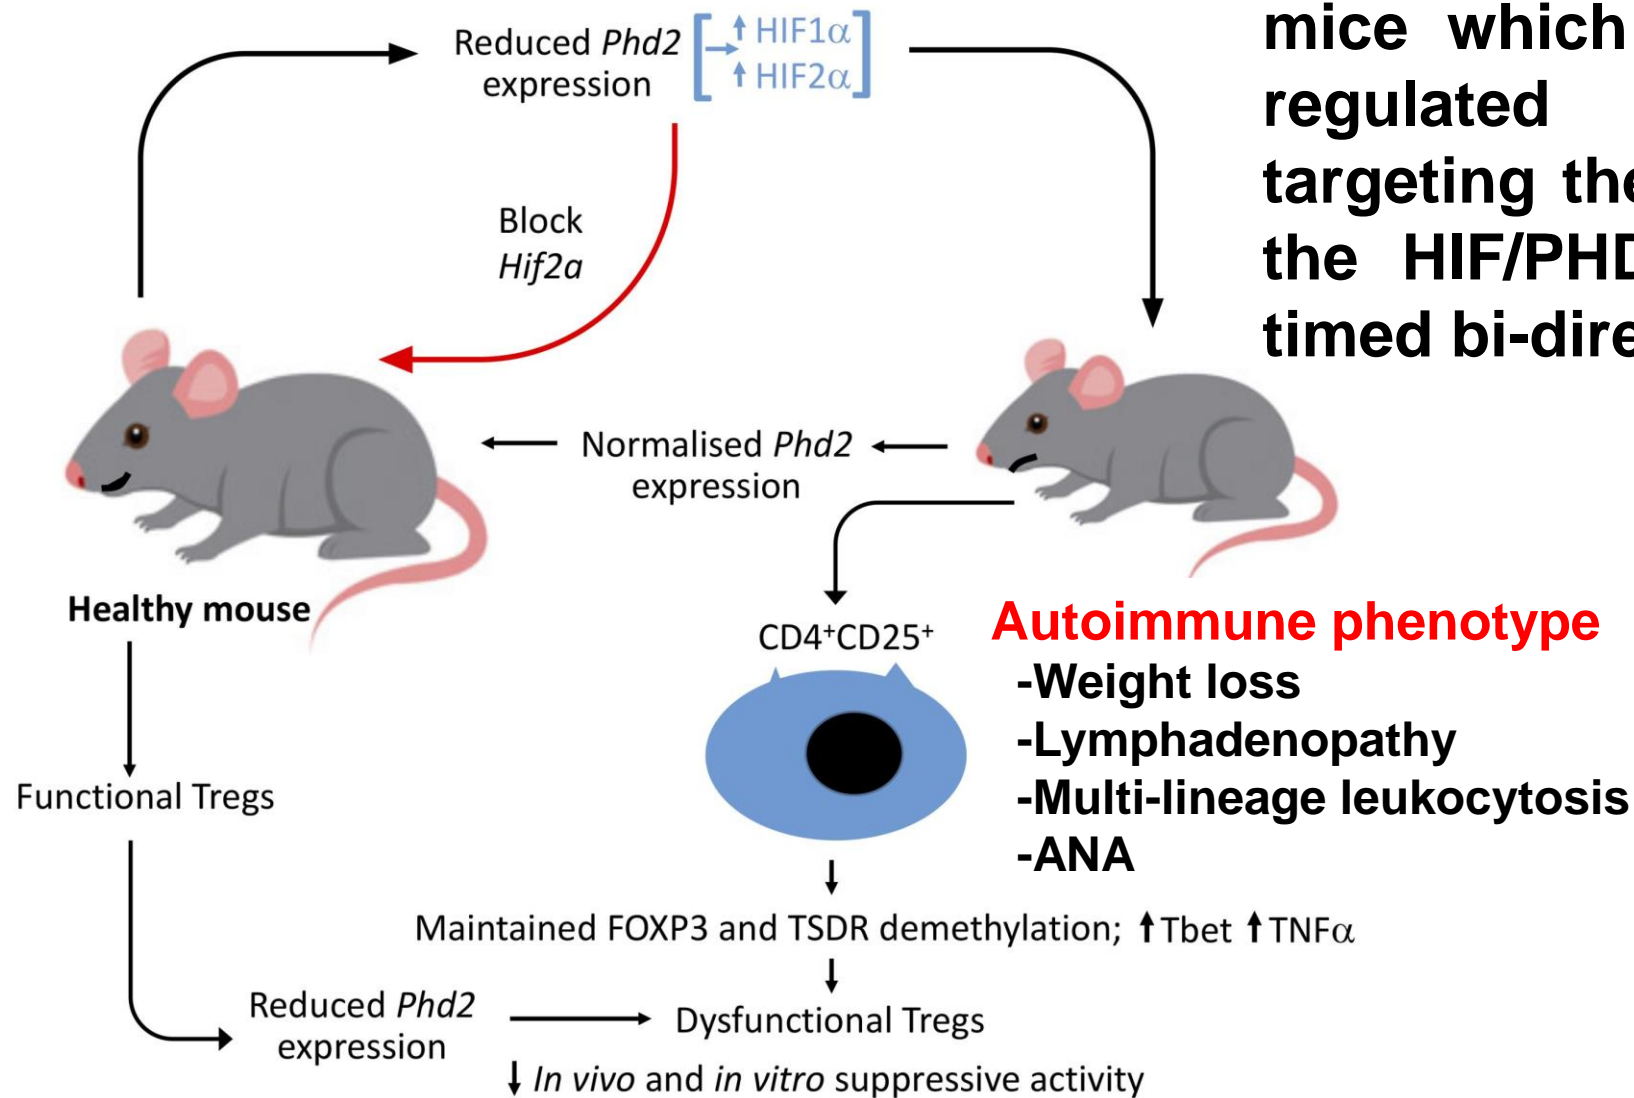 Reduced Phd2
expression
→ ↑ HIF1α
↑ HIF2α
mice which
regulated
targeting the
the HIF/PHD
timed bi-dire
Block
Hif2a
Normalised Phd2
expression
Healthy mouse
CD4⁺CD25⁺
Autoimmune phenotype
-Weight loss
-Lymphadenopathy
-Multi-lineage leukocytosis
-ANA
Functional Tregs
Maintained FOXP3 and TSDR demethylation; ↑Tbet ↑TNFα
Reduced Phd2
expression
Dysfunctional Tregs
↓ In vivo and in vitro suppressive activity